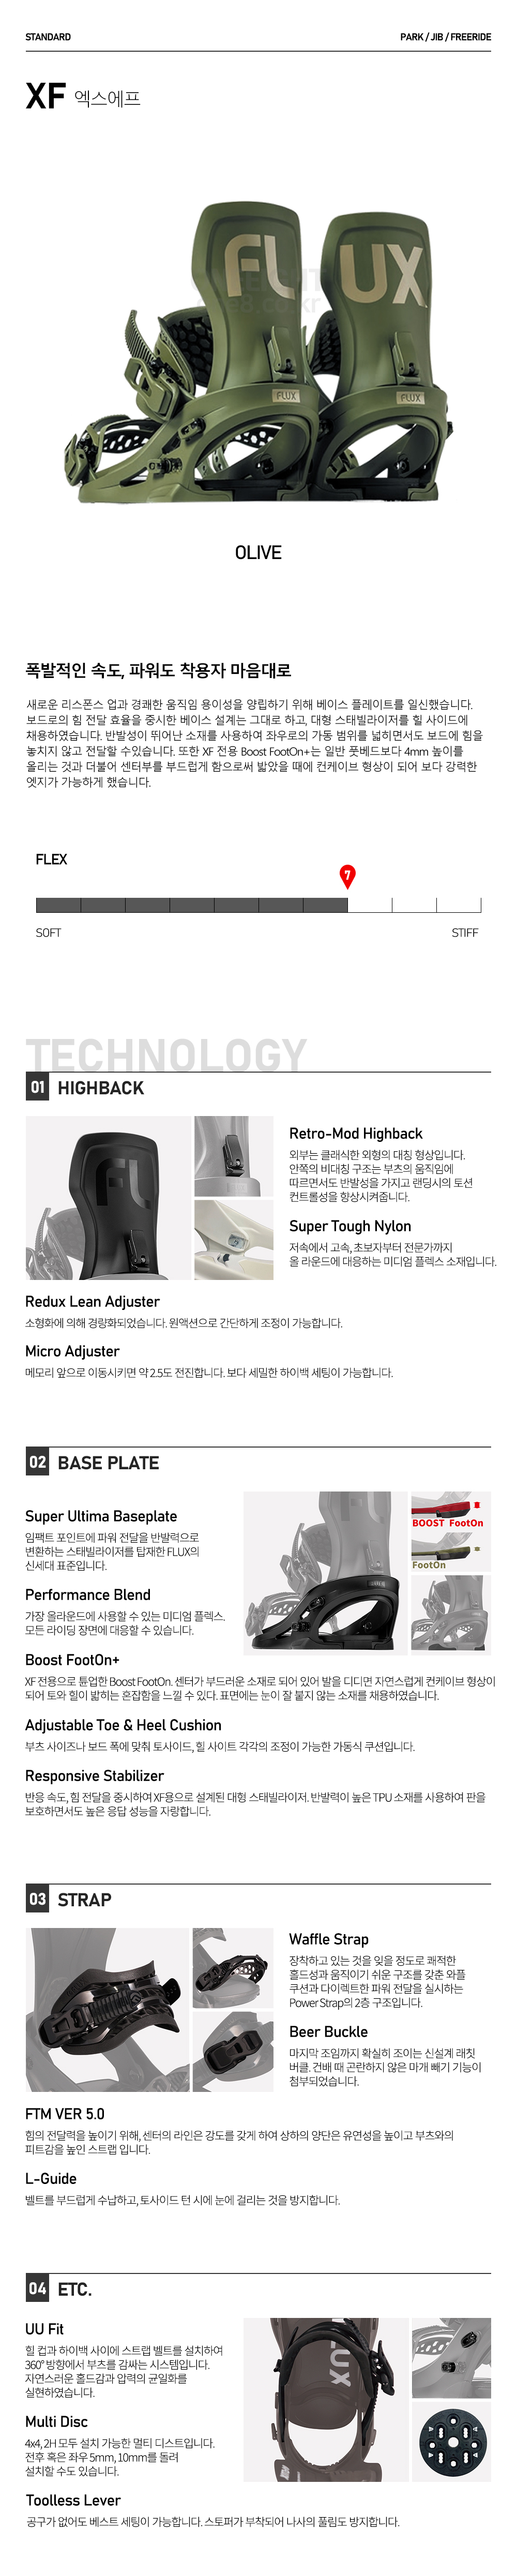 STANDARD
PARK / JIB / FREERIDE
XF 엑스에프
FLUX
FLUX
FLUX
OLIVE
폭발적인 속도, 파워도 착용자 마음대로
새로운 리스폰스 업과 경쾌한 움직임 용이성을 양립하기 위해 베이스 플레이트를 일신했습니다.
보드로의 힘 전달 효율을 중시한 베이스 설계는 그대로 하고, 대형 스태빌라이저를 힐 사이드에
채용하였습니다. 반발성이 뛰어난 소재를 사용하여 좌우로의 가동 범위를 넓히면서도 보드에 힘을
놓치지 않고 전달할 수있습니다. 또한 XF 전용 Boost FootOn+는 일반 풋베드보다 4mm 높이를
올리는 것과 더불어 센터부를 부드럽게 함으로써 밟았을 때에 컨케이브 형상이 되어 보다 강력한
엣지가 가능하게 했습니다.
FLEX
7
SOFT
STIFF
TECHNOLOGY
01 HIGHBACK
Retro-Mod Highback
외부는 클래식한 외형의 대칭 형상입니다.
안쪽의 비대칭 구조는 부츠의 움직임에
따르면서도 반발성을 가지고 랜딩시의 토션
컨트롤성을 향상시켜줍니다.
Super Tough Nylon
저속에서 고속, 초보자부터 전문가까지
올 라운드에 대응하는 미디엄 플렉스 소재입니다.
Redux Lean Adjuster
소형화에 의해 경량화되었습니다. 원액션으로 간단하게 조정이 가능합니다.
Micro Adjuster
메모리 앞으로 이동시키면 약 2.5도 전진합니다. 보다 세밀한 하이백 세팅이 가능합니다.
02 BASE PLATE
Super Ultima Baseplate
임팩트 포인트에 파워 전달을 반발력으로
변환하는 스태빌라이저를 탑재한 FLUX의
신세대 표준입니다.
Performance Blend
가장 올라운드에 사용할 수 있는 미디엄 플렉스.
모든 라이딩 장면에 대응할 수 있습니다.
BOOST FootOn
FootOn
Boost FootOn+
XF 전용으로 튠업한 Boost FootOn. 센터가 부드러운 소재로 되어 있어 발을 디디면 자연스럽게 컨케이브 형상이
되어 토와 힐이 밟히는 혼잡함을 느낄 수 있다. 표면에는 눈이 잘 붙지 않는 소재를 채용하였습니다.
Adjustable Toe & Heel Cushion
부츠 사이즈나 보드 폭에 맞춰 토사이드, 힐 사이트 각각의 조정이 가능한 가동식 쿠션입니다.
Responsive Stabilizer
반응 속도, 힘 전달을 중시하여 XF용으로 설계된 대형 스태빌라이저. 반발력이 높은 TPU 소재를 사용하여 판을
보호하면서도 높은 응답 성능을 자랑합니다.
03 STRAP
Waffle Strap
장착하고 있는 것을 잊을 정도로 쾌적한
홀드성과 움직이기 쉬운 구조를 갖춘 와플
쿠션과 다이렉트한 파워 전달을 실시하는
Power Strap의 2층 구조입니다.
Beer Buckle
마지막 조임까지 확실히 조이는 신설계 래칫
버클. 건배 때 곤란하지 않은 마개 빼기 기능이
첨부되었습니다.
FTM VER 5.0
힘의 전달력을 높이기 위해, 센터의 라인은 강도를 갖게 하여 상하의 양단은 유연성을 높이고 부츠와의
피트감을 높인 스트랩 입니다.
L-Guide
벨트를 부드럽게 수납하고, 토사이드 턴 시에 눈에 걸리는 것을 방지합니다.
04 ETC.
UU Fit
힐 컵과 하이백 사이에 스트랩 벨트를 설치하여
360° 방향에서 부츠를 감싸는 시스템입니다.
자연스러운 홀드감과 압력의 균일화를
실현하였습니다.
Multi Disc
4x4, 2H 모두 설치 가능한 멀티 디스트입니다.
전후 혹은 좌우 5mm, 10mm를 돌려
설치할 수도 있습니다.
Toolless Lever
공구가 없어도 베스트 세팅이 가능합니다. 스토퍼가 부착되어 나사의 풀림도 방지합니다.